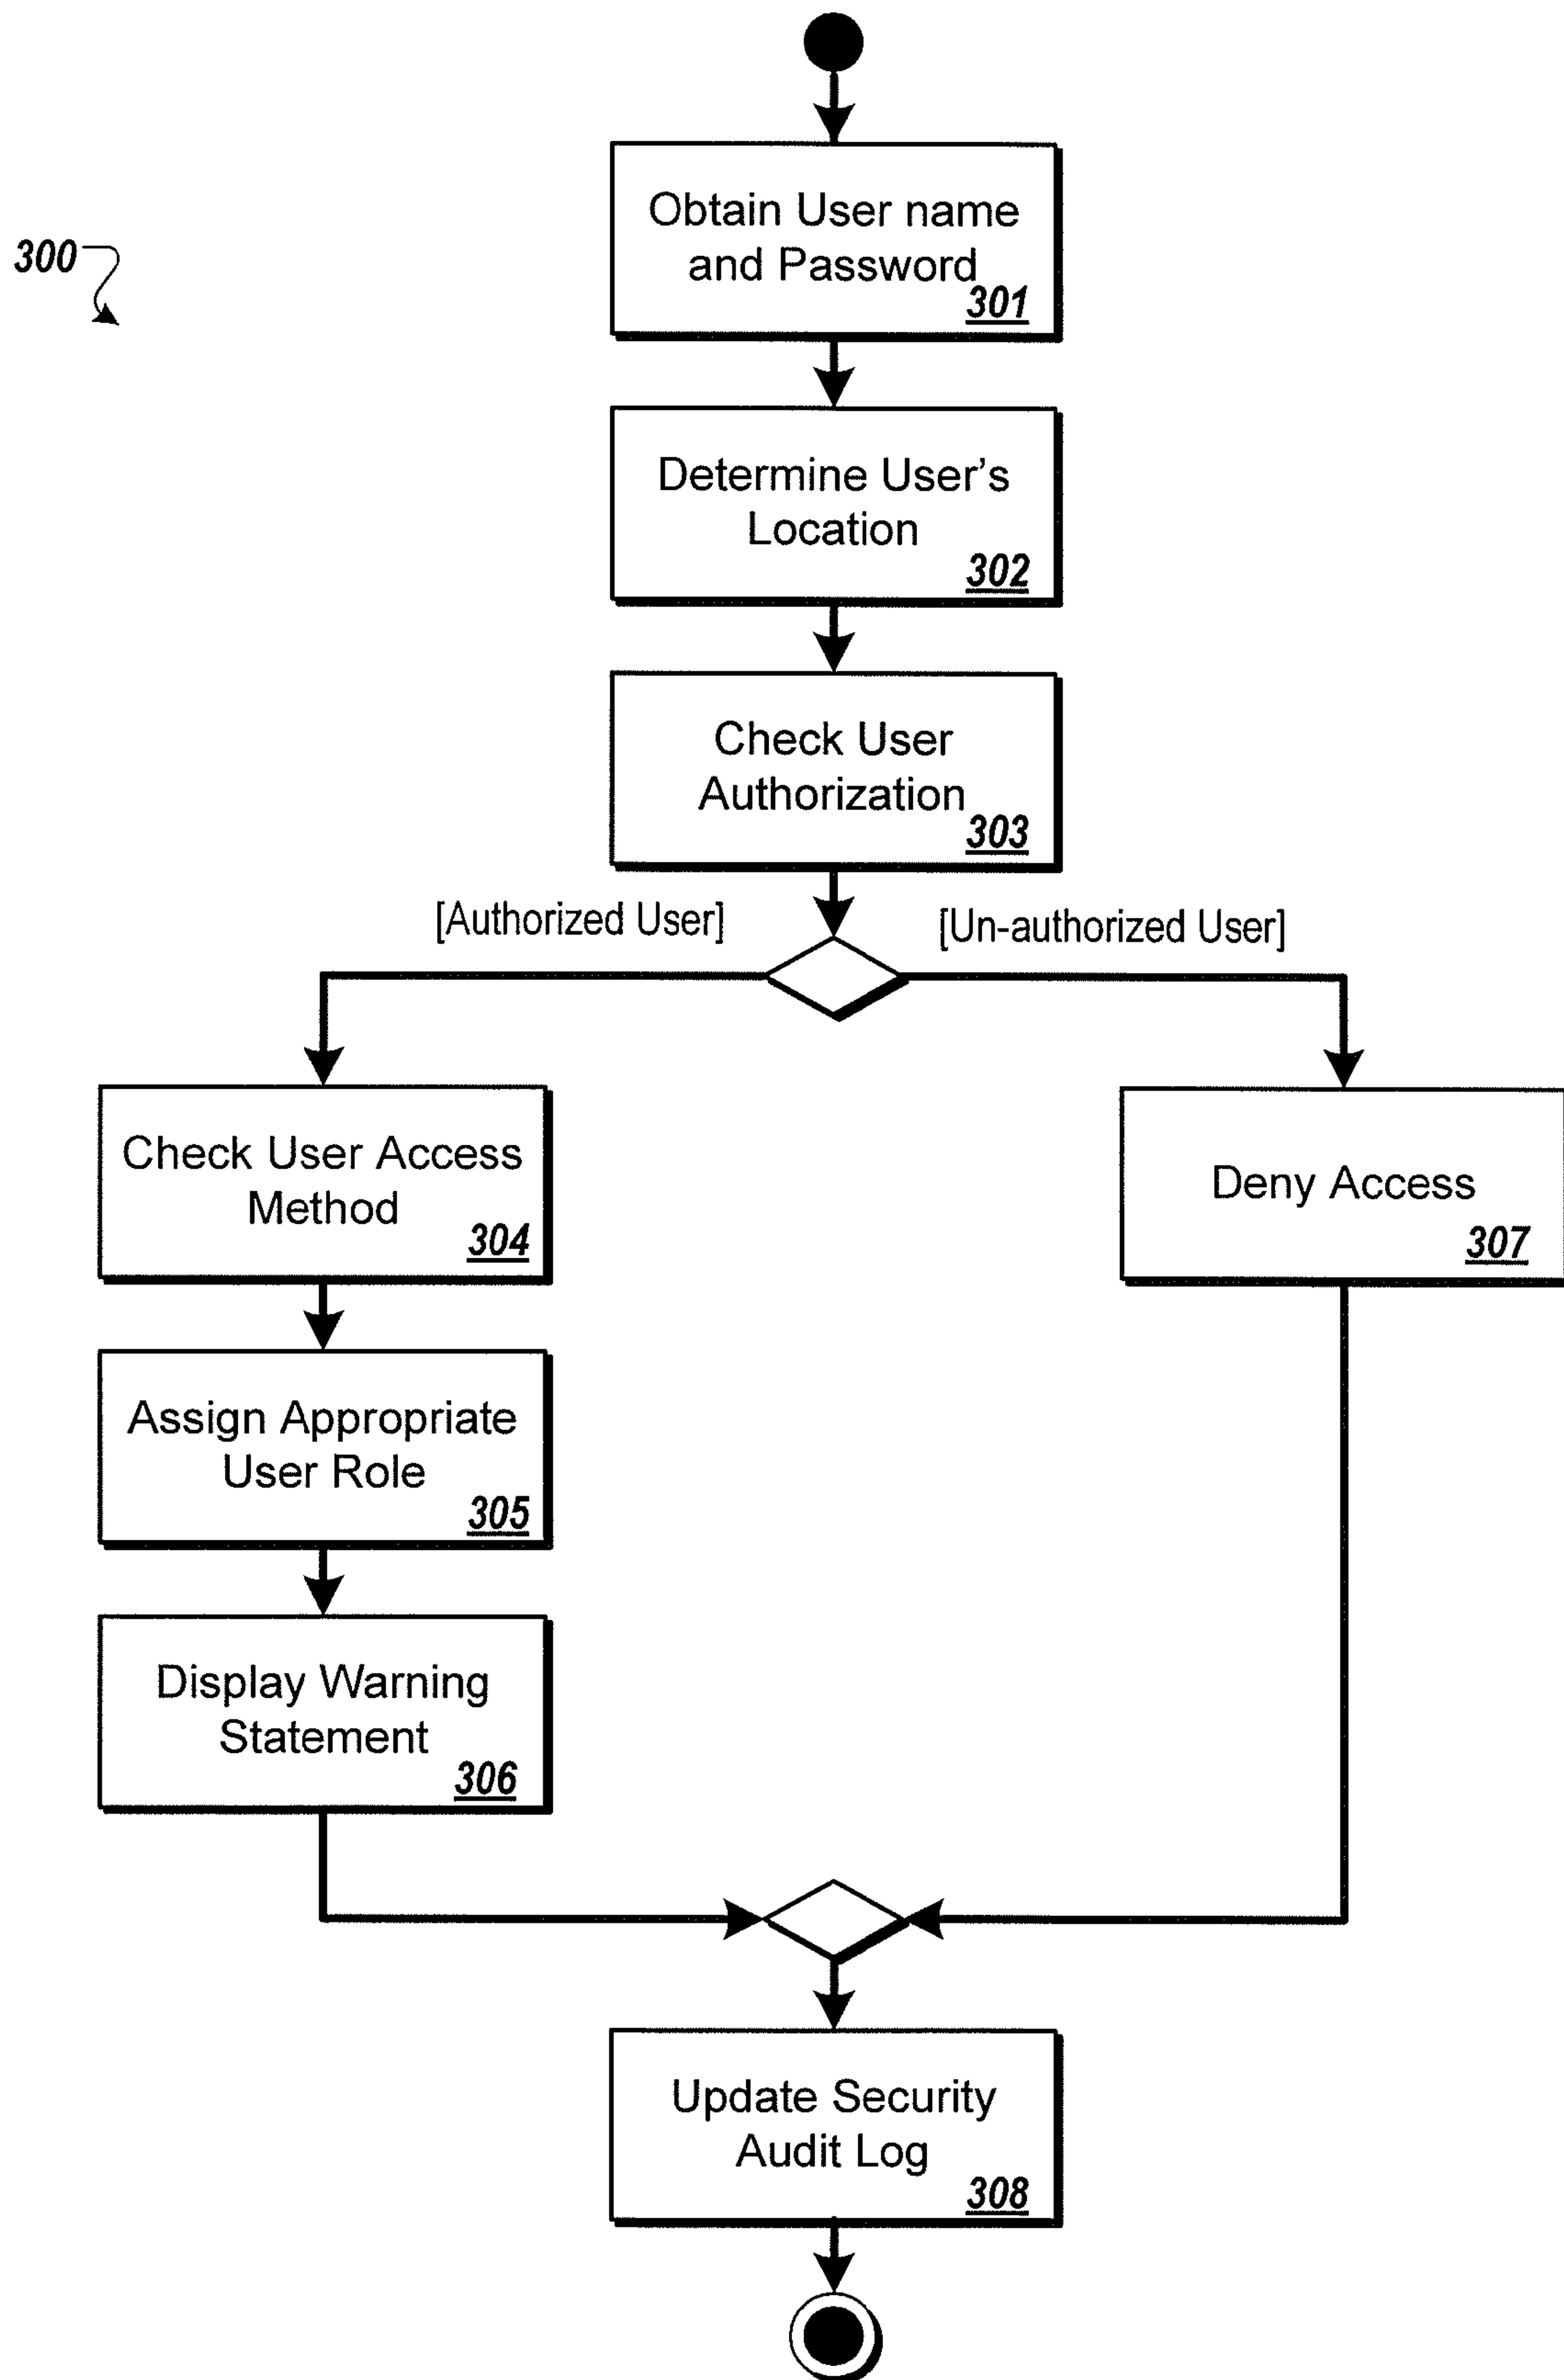 300
Obtain User name
and Password
301
Determine User's
Location
302
Check User
Authorization
303
[Authorized User]
[Un-authorized User]
Check User Access
Method
304
Deny Access
307
Assign Appropriate
User Role
305
Display Warning
Statement
306
Update Security
Audit Log
308